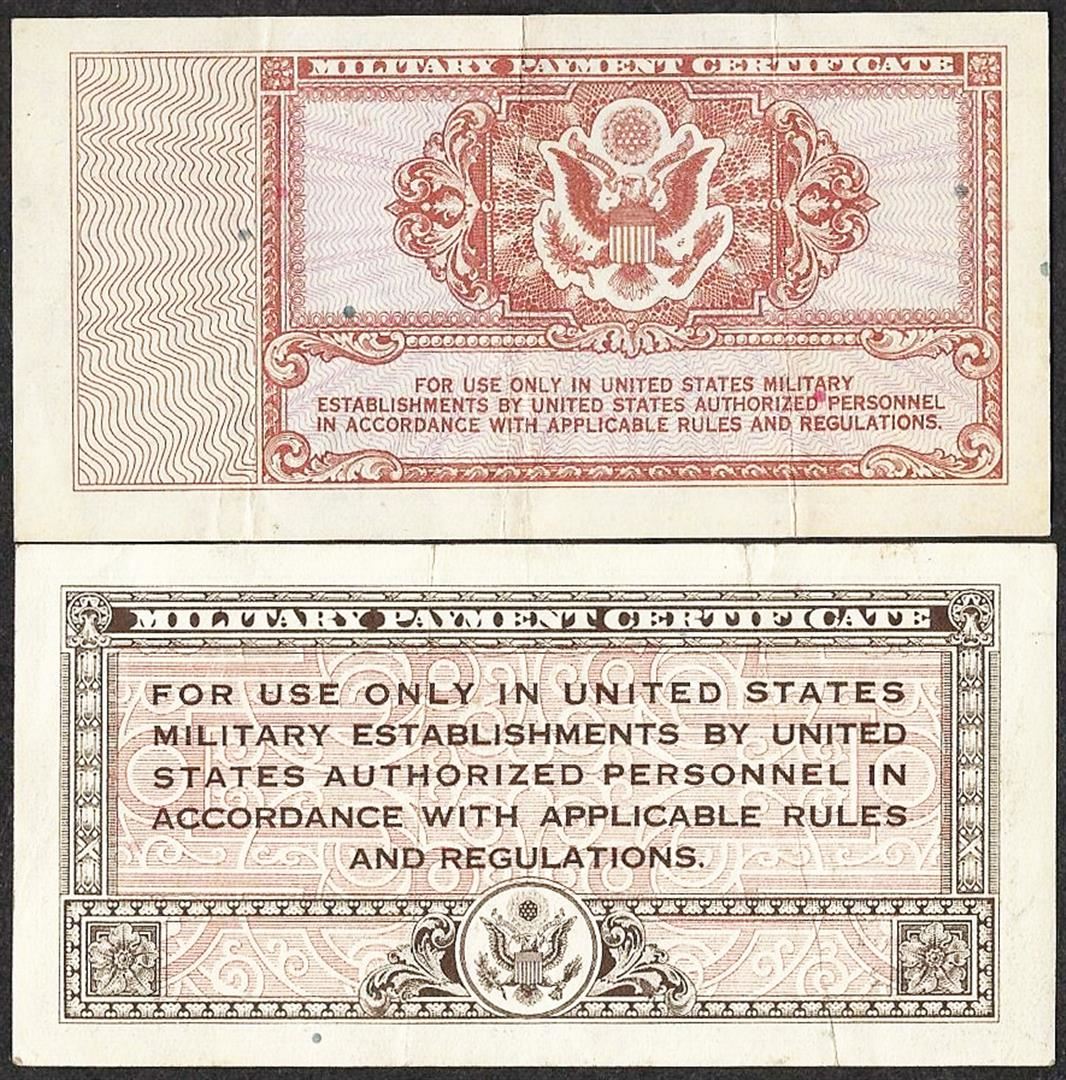 MILITARY PAYMENT CERTIFICATE
FOR USE ONLY IN UNITED STATES MILITARY
ESTABLISHMENTS BY UNITED STATES AUTHORIZED PERSONNEL
IN ACCORDANCE WITH APPLICABLE RULES AND REGULATIONS.
MILITARY PAYMENT CERTIFICATE
FOR USE ONLY IN UNITED STATES
MILITARY ESTABLISHMENTS BY UNITED
STATES AUTHORIZED PERSONNEL IN
ACCORDANCE WITH APPLICABLE RULES
AND REGULATIONS.